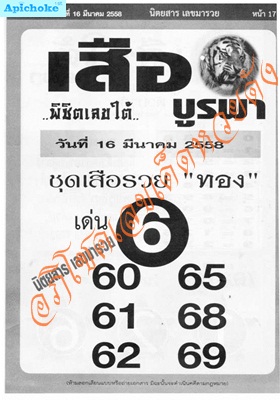 Apichoke
ที่ 16 มีนาคม 2558 นิตยสาร เลขมารวย หน้า 17
เสือ
บูรพา
..พิชิตเลขใต้..
วันที่ 16 มีนาคม 2558
ชุดเสือรวย "ทอง"
เด่น 6
นิตยสาร เลขมารวย
60 65
61 68
62 69